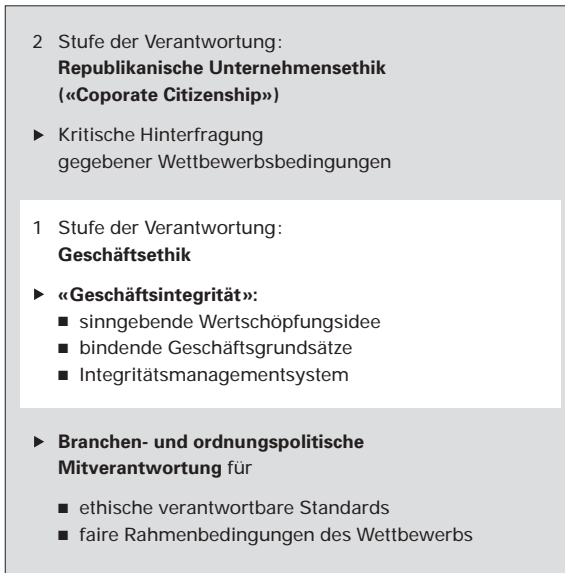 2 Stufe der Verantwortung:
Republikanische Unternehmensethik
(«Coporate Citizenship»)
► Kritische Hinterfragung
gegebener Wettbewerbsbedingungen
1 Stufe der Verantwortung:
Geschäftsethik
► «Geschäftsintegrität»:
■ sinngebende Wertschöpfungsidee
■ bindende Geschäftsgrundsätze
■ Integritätsmanagementsystem
► Branchen- und ordnungspolitische
Mitverantwortung für
■ ethische verantwortbare Standards
■ faire Rahmenbedingungen des Wettbewerbs